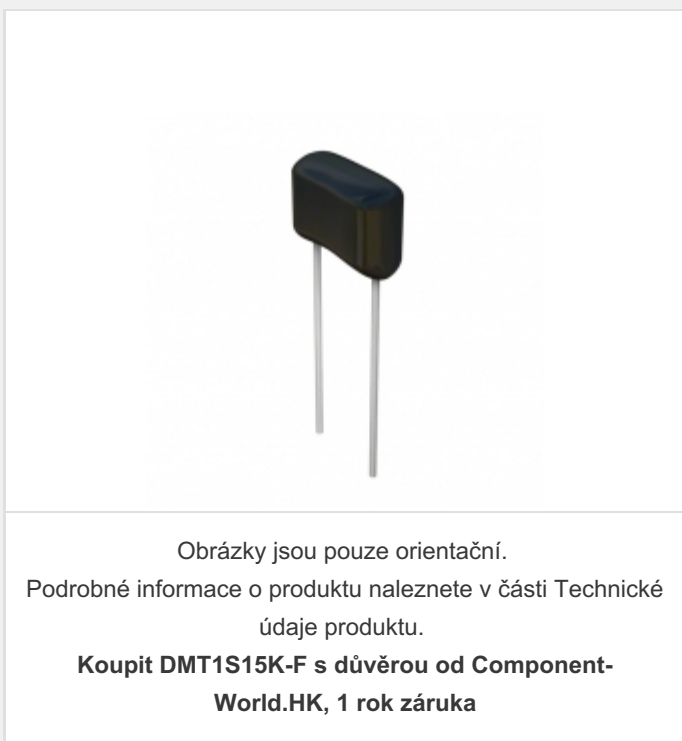 Obrázky jsou pouze orientační.
Podrobné informace o produktu naleznete v části Technické
údaje produktu.
Koupit DMT1S15K-F s důvěrou od Component-
World.HK, 1 rok záruka